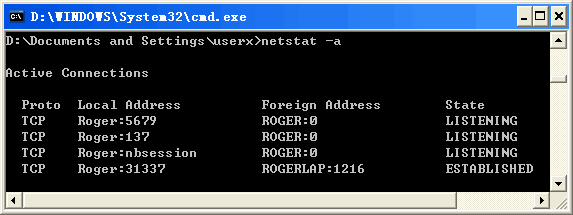 D:\WINDOWS\System32\cmd.exe
D:\Documents and Settings\userx>netstat -a
Active Connections
Proto Local Address Foreign Address State
TCP Roger:5679 ROGER:0 LISTENING
TCP Roger:137 ROGER:0 LISTENING
TCP Roger:nbsession ROGER:0 LISTENING
TCP Roger:31337 ROGERLAP:1216 ESTABLISHED